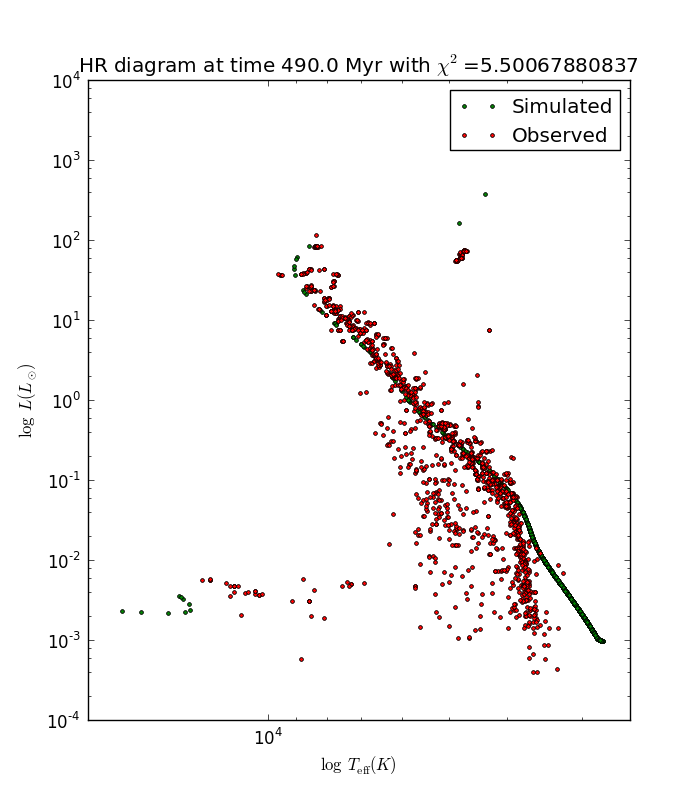 HR diagram at time 490.0 Myr with χ² =5.50067880837
Simulated
Observed
10⁴
10³
10²
10¹
10⁰
10⁻¹
10⁻²
10⁻³
10⁻⁴
log L(L⊙)
10⁴
log T_eff(K)